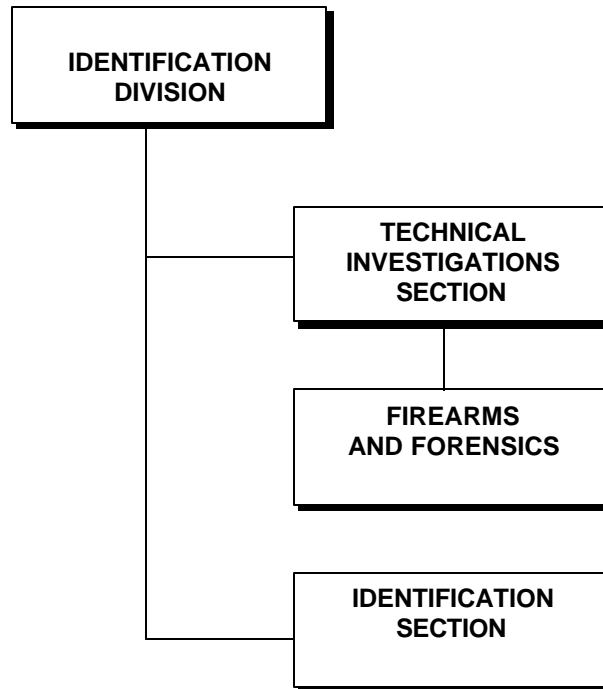 IDENTIFICATION
DIVISION
TECHNICAL
INVESTIGATIONS
SECTION
FIREARMS
AND FORENSICS
IDENTIFICATION
SECTION